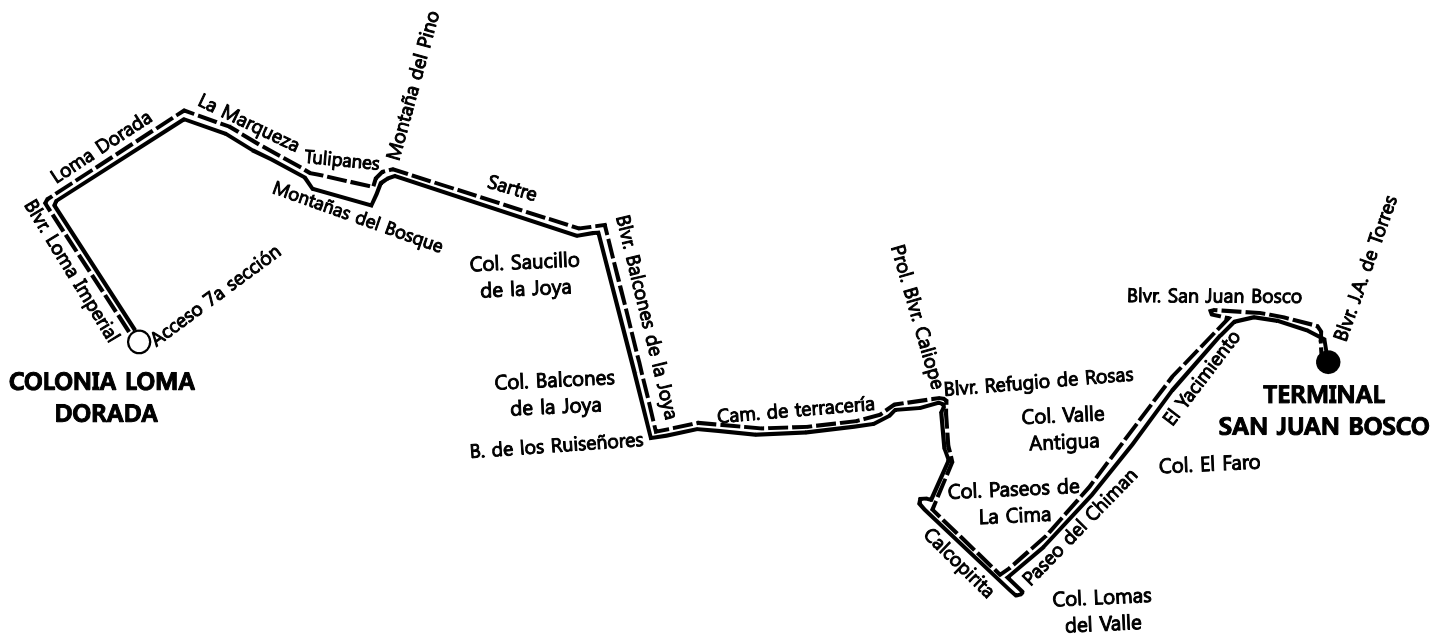 Montaña del Pino
La Marqueza
Loma Dorada
Tulipanes
Montañas del Bosque
Sartre
Blvr. Loma Imperial
Acceso 7a sección
COLONIA LOMA
DORADA
Col. Saucillo
de la Joya
Blvr. Balcones de la Joya
Col. Balcones
de la Joya
B. de los Ruiseñores
Cam. de terracería
Prol. Blvr. Caliope
Blvr. Refugio de Rosas
Col. Valle
Antigua
Col. Paseos de
La Cima
Calcopirita
Paseo del Chiman
Col. Lomas
del Valle
El Yacimiento
Col. El Faro
Blvr. San Juan Bosco
Blvr. J.A. de Torres
TERMINAL
SAN JUAN BOSCO